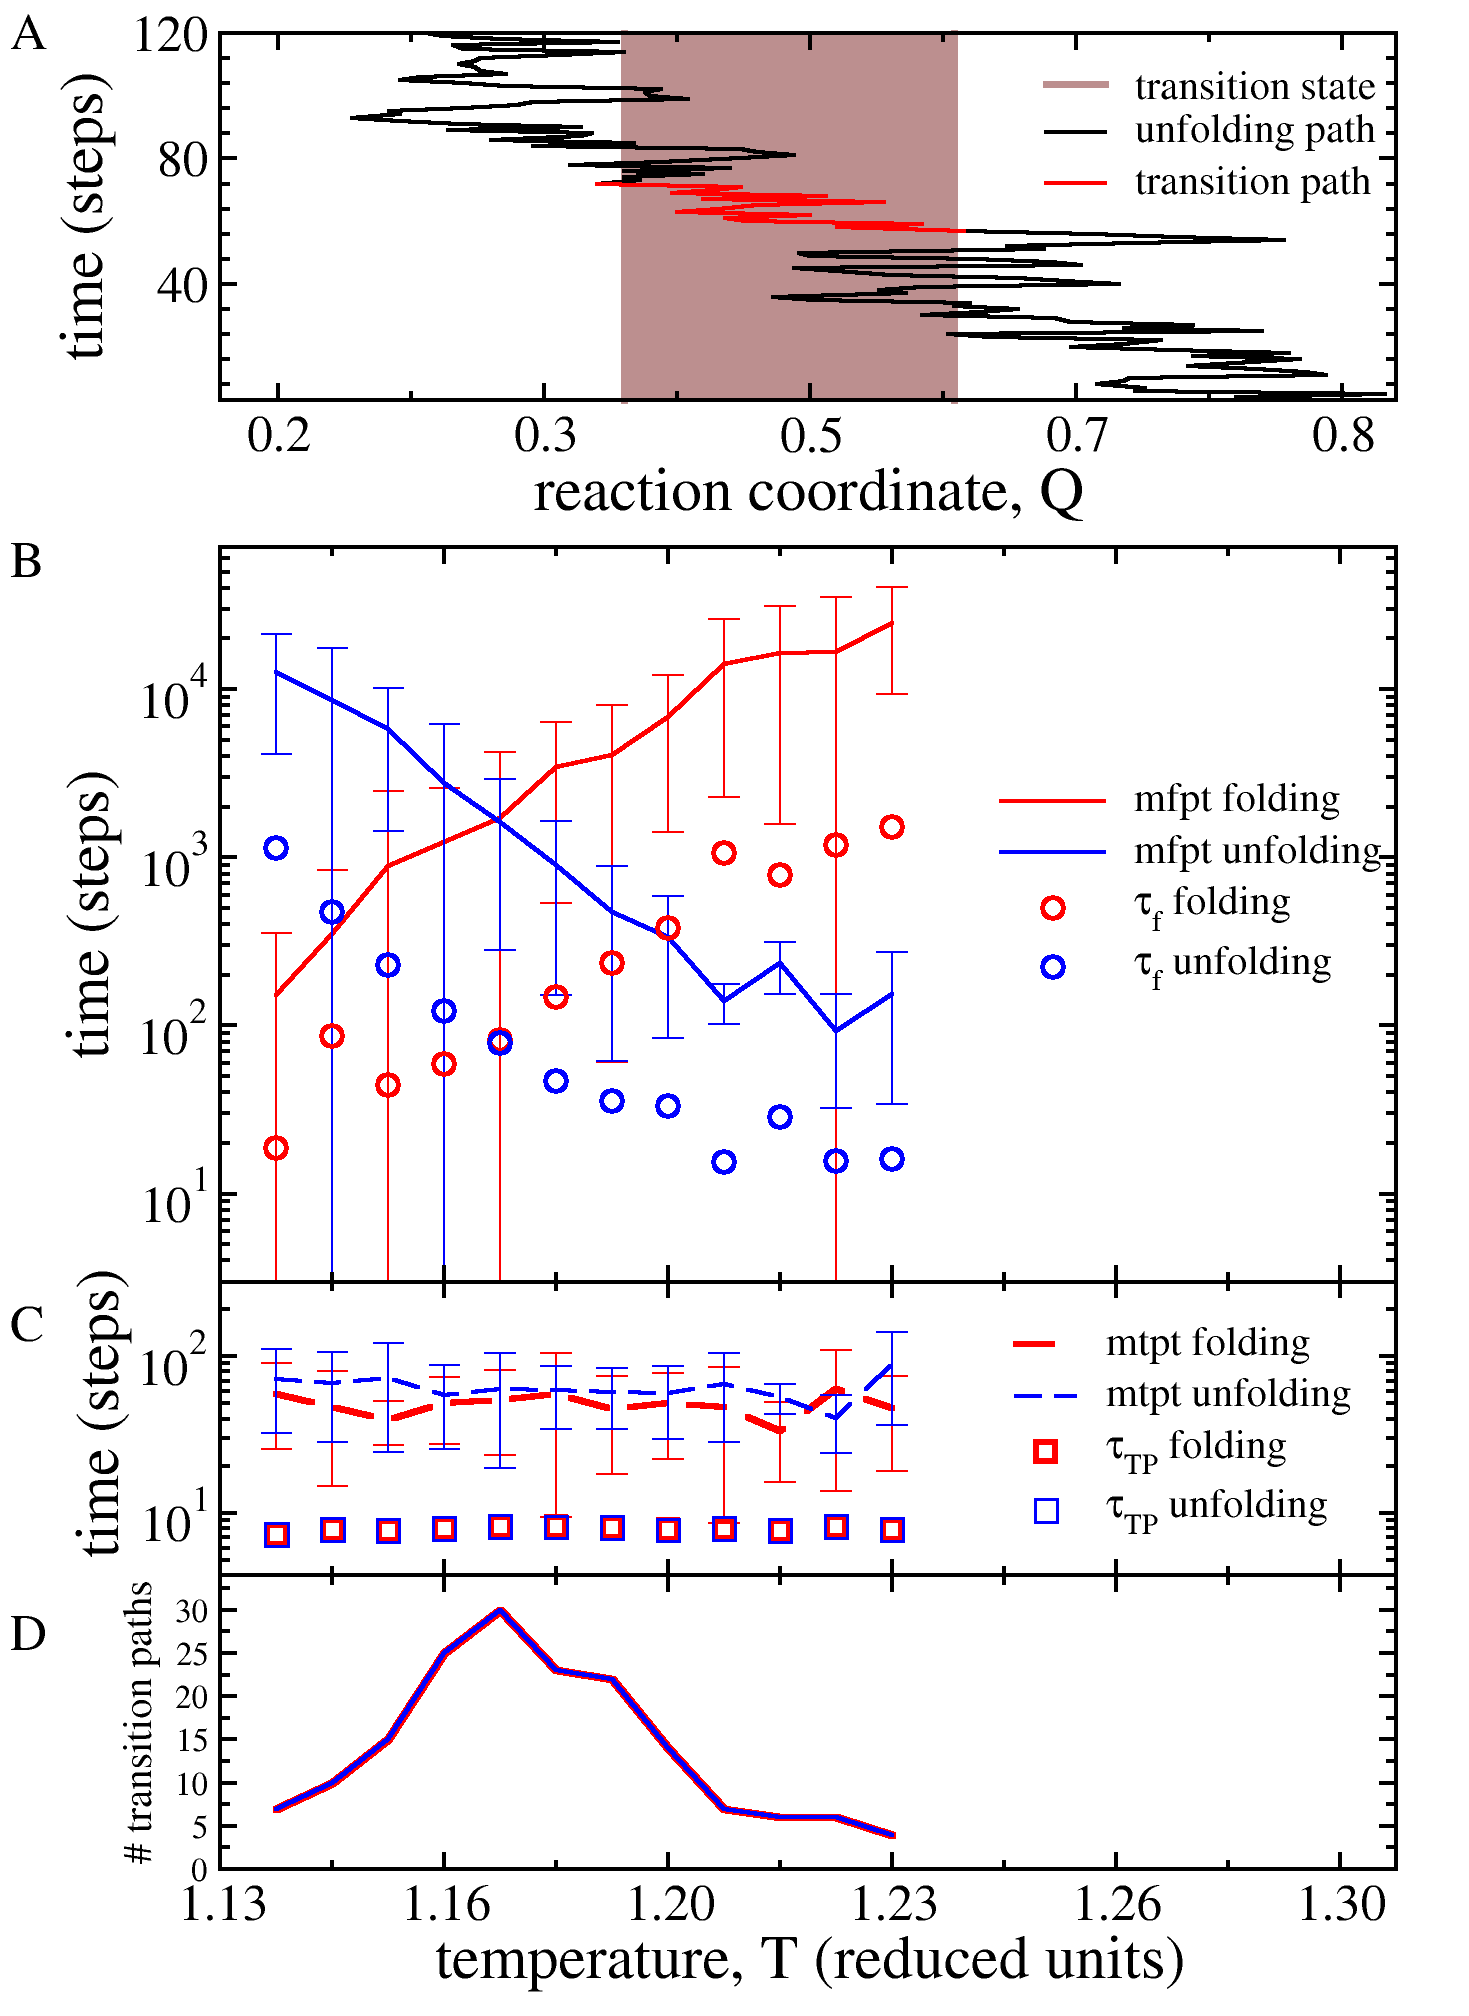 A
120
80
40
time (steps)
transition state
unfolding path
transition path
0.2 0.3 0.5 0.7 0.8
reaction coordinate, Q
B
10^4
10^3
10^2
10^1
time (steps)
mfpt folding
mfpt unfolding
τ_f folding
τ_f unfolding
C
10^2
10^1
time (steps)
mtpt folding
mtpt unfolding
τ_TP folding
τ_TP unfolding
D
30
25
20
15
10
5
0
# transition paths
1.13 1.16 1.20 1.23 1.26 1.30
temperature, T (reduced units)